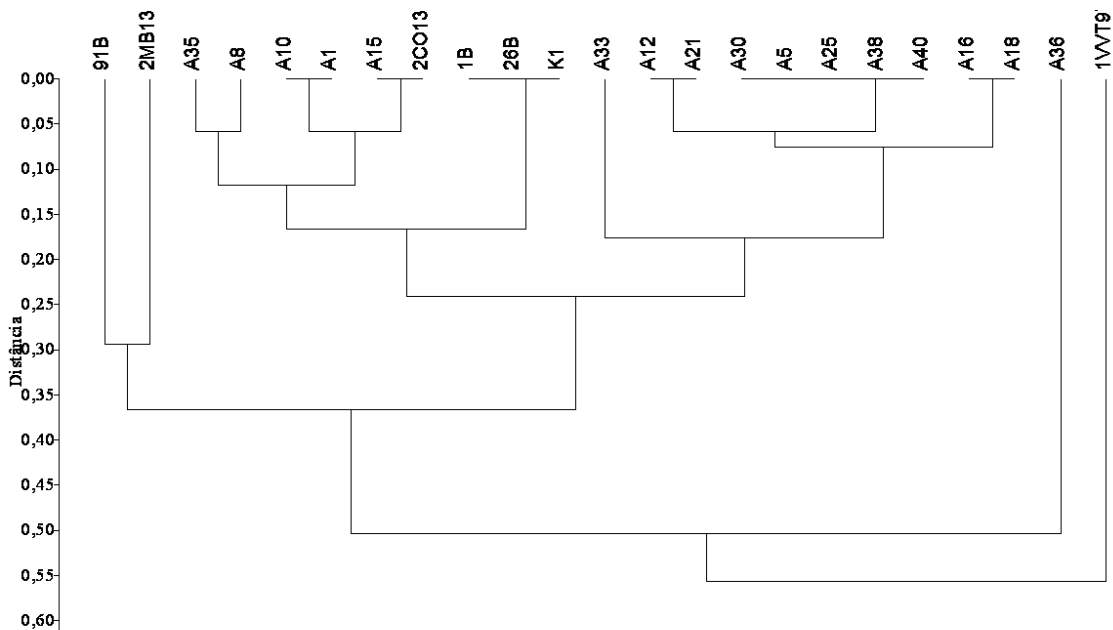 91B
2MB13
A35
A8
A10
A1
A15
2CO13
1B
26B
K1
A33
A12
A21
A30
A5
A25
A38
A40
A16
A18
A36
1VVT9
0,00
0,05
0,10
0,15
0,20
0,25
0,30
0,35
0,40
0,45
0,50
0,55
0,60
Distância